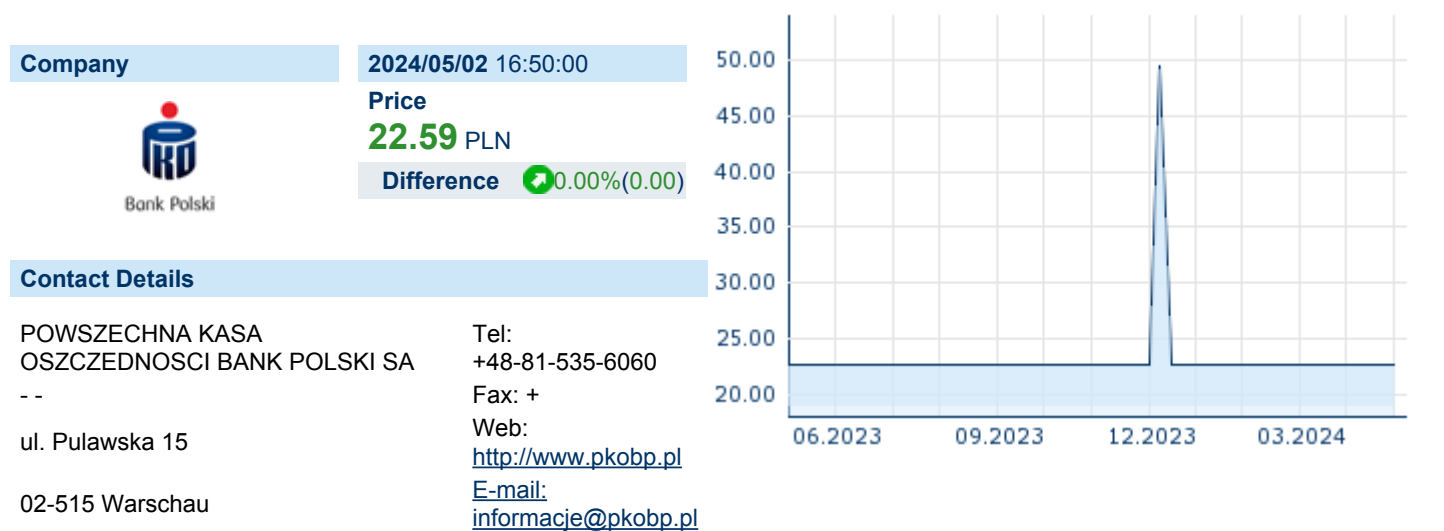 Company
2024/05/02 16:50:00
PKO
Bank Polski
Price
22.59 PLN
Difference 0.00%(0.00)
Contact Details
POWSZECHNA KASA
OSZCZEDNOSCI BANK POLSKI SA
- -
ul. Pulawska 15
02-515 Warschau
Tel:
+48-81-535-6060
Fax: +
Web:
http://www.pkobp.pl
E-mail:
informacje@pkobp.pl
50.00
45.00
40.00
35.00
30.00
25.00
20.00
06.2023 09.2023 12.2023 03.2024